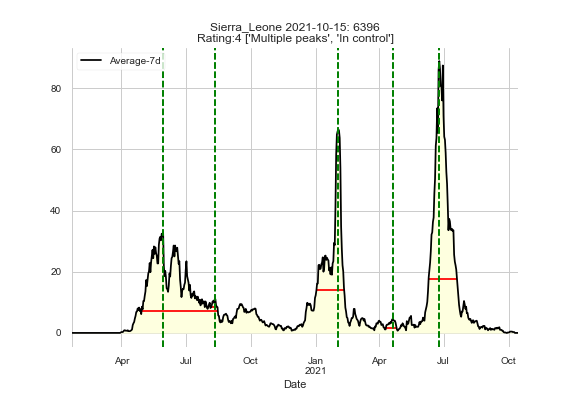 Sierra_Leone 2021-10-15: 6396
Rating:4 ['Multiple peaks', 'In control']
Average-7d
80
60
40
20
0
Apr Jul Oct Jan Apr Jul Oct
2021
Date